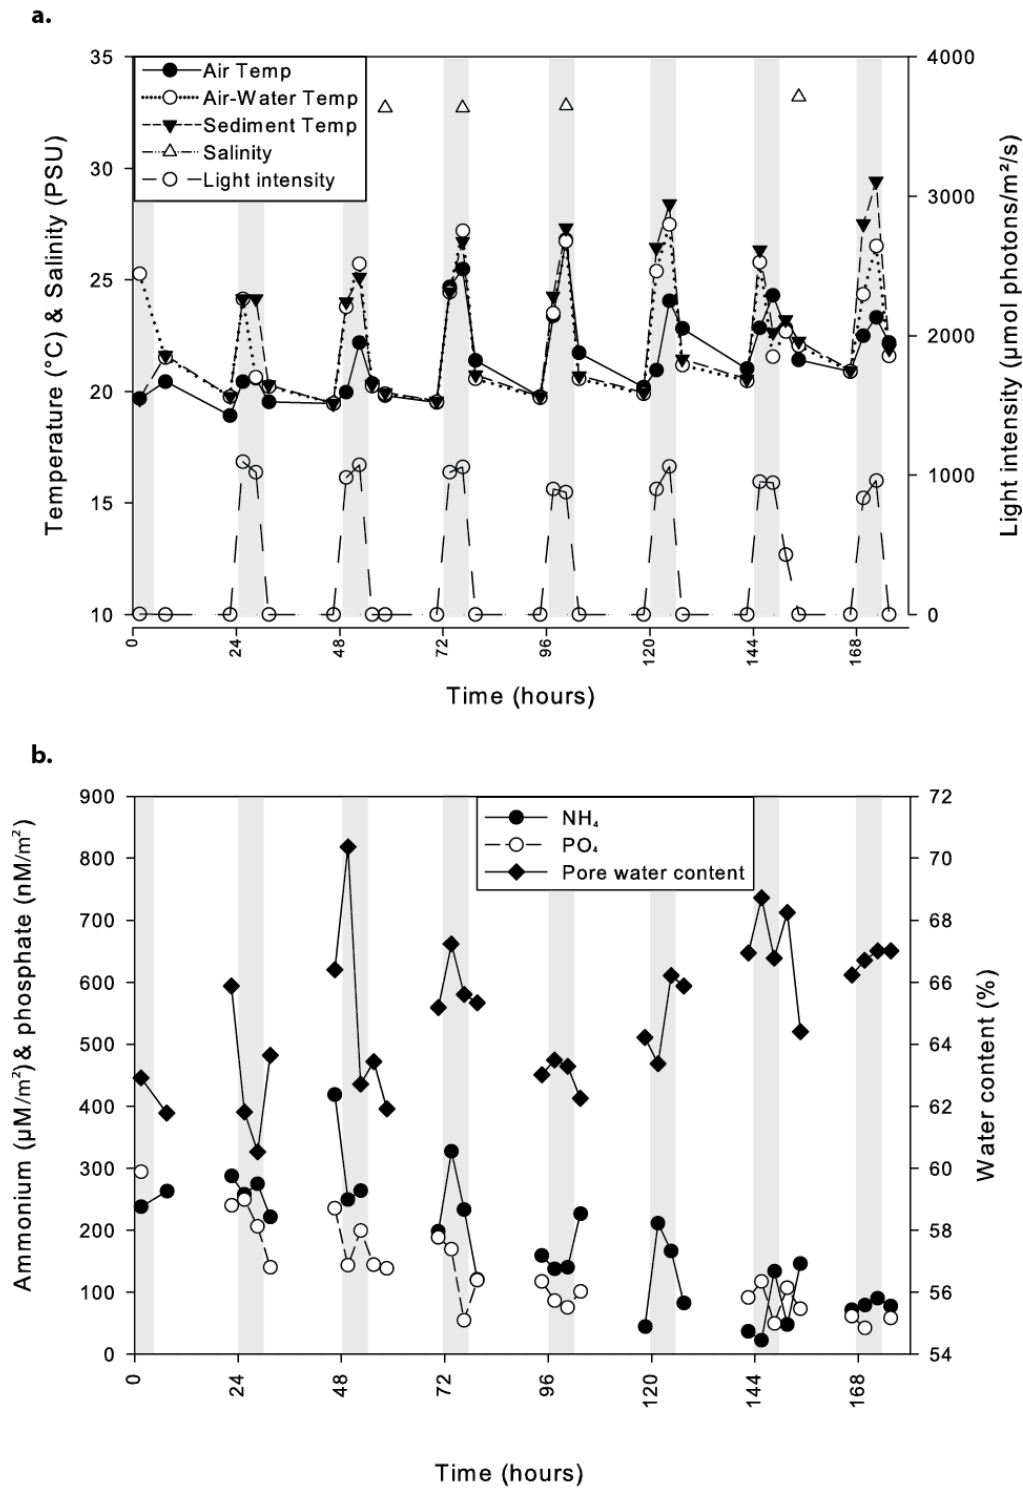 a.
35
30
25
20
15
10
Temperature (°C) & Salinity (PSU)
Air Temp
Air-Water Temp
Sediment Temp
Salinity
Light intensity
4000
3000
2000
1000
0
Light intensity (μmol photons/m²/s)
0 24 48 72 96 120 144 168
Time (hours)
b.
900
800
700
600
500
400
300
200
100
0
Ammonium (μM/m²)& phosphate (nM/m²)
NH₄
PO₄
Pore water content
72
70
68
66
64
62
60
58
56
54
Water content (%)
0 24 48 72 96 120 144 168
Time (hours)